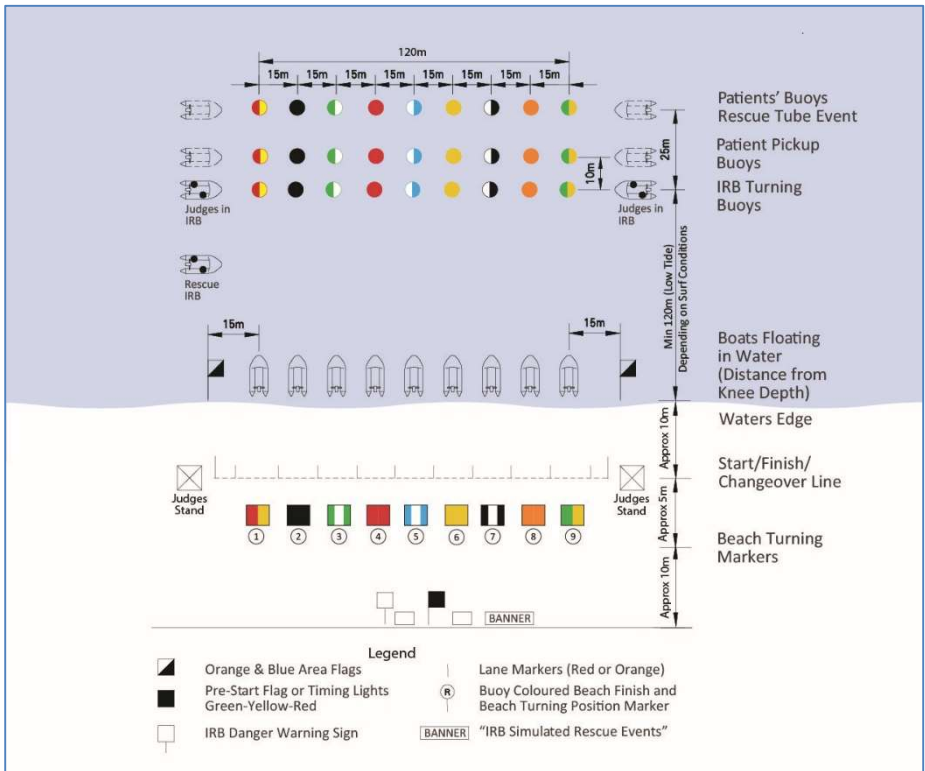 120m
15m 15m 15m 15m 15m 15m 15m 15m
Patients' Buoys
Rescue Tube Event
25m
Patient Pickup
Buoys
10m
IRB Turning
Buoys
Judges in
IRB
Judges in
IRB
Rescue
IRB
Min 120m (Low Tide)
Depending on Surf Conditions
15m
15m
Boats Floating
in Water
(Distance from
Knee Depth)
Waters Edge
Approx 10m
Start/Finish/
Changeover Line
Judges
Stand
Judges
Stand
Approx 5m
1 2 3 4 5 6 7 8 9
Beach Turning
Markers
Approx 10m
BANNER
Legend
Orange & Blue Area Flags
Lane Markers (Red or Orange)
Pre-Start Flag or Timing Lights
Green-Yellow-Red
R
Buoy Coloured Beach Finish and
Beach Turning Position Marker
IRB Danger Warning Sign
BANNER
"IRB Simulated Rescue Events"